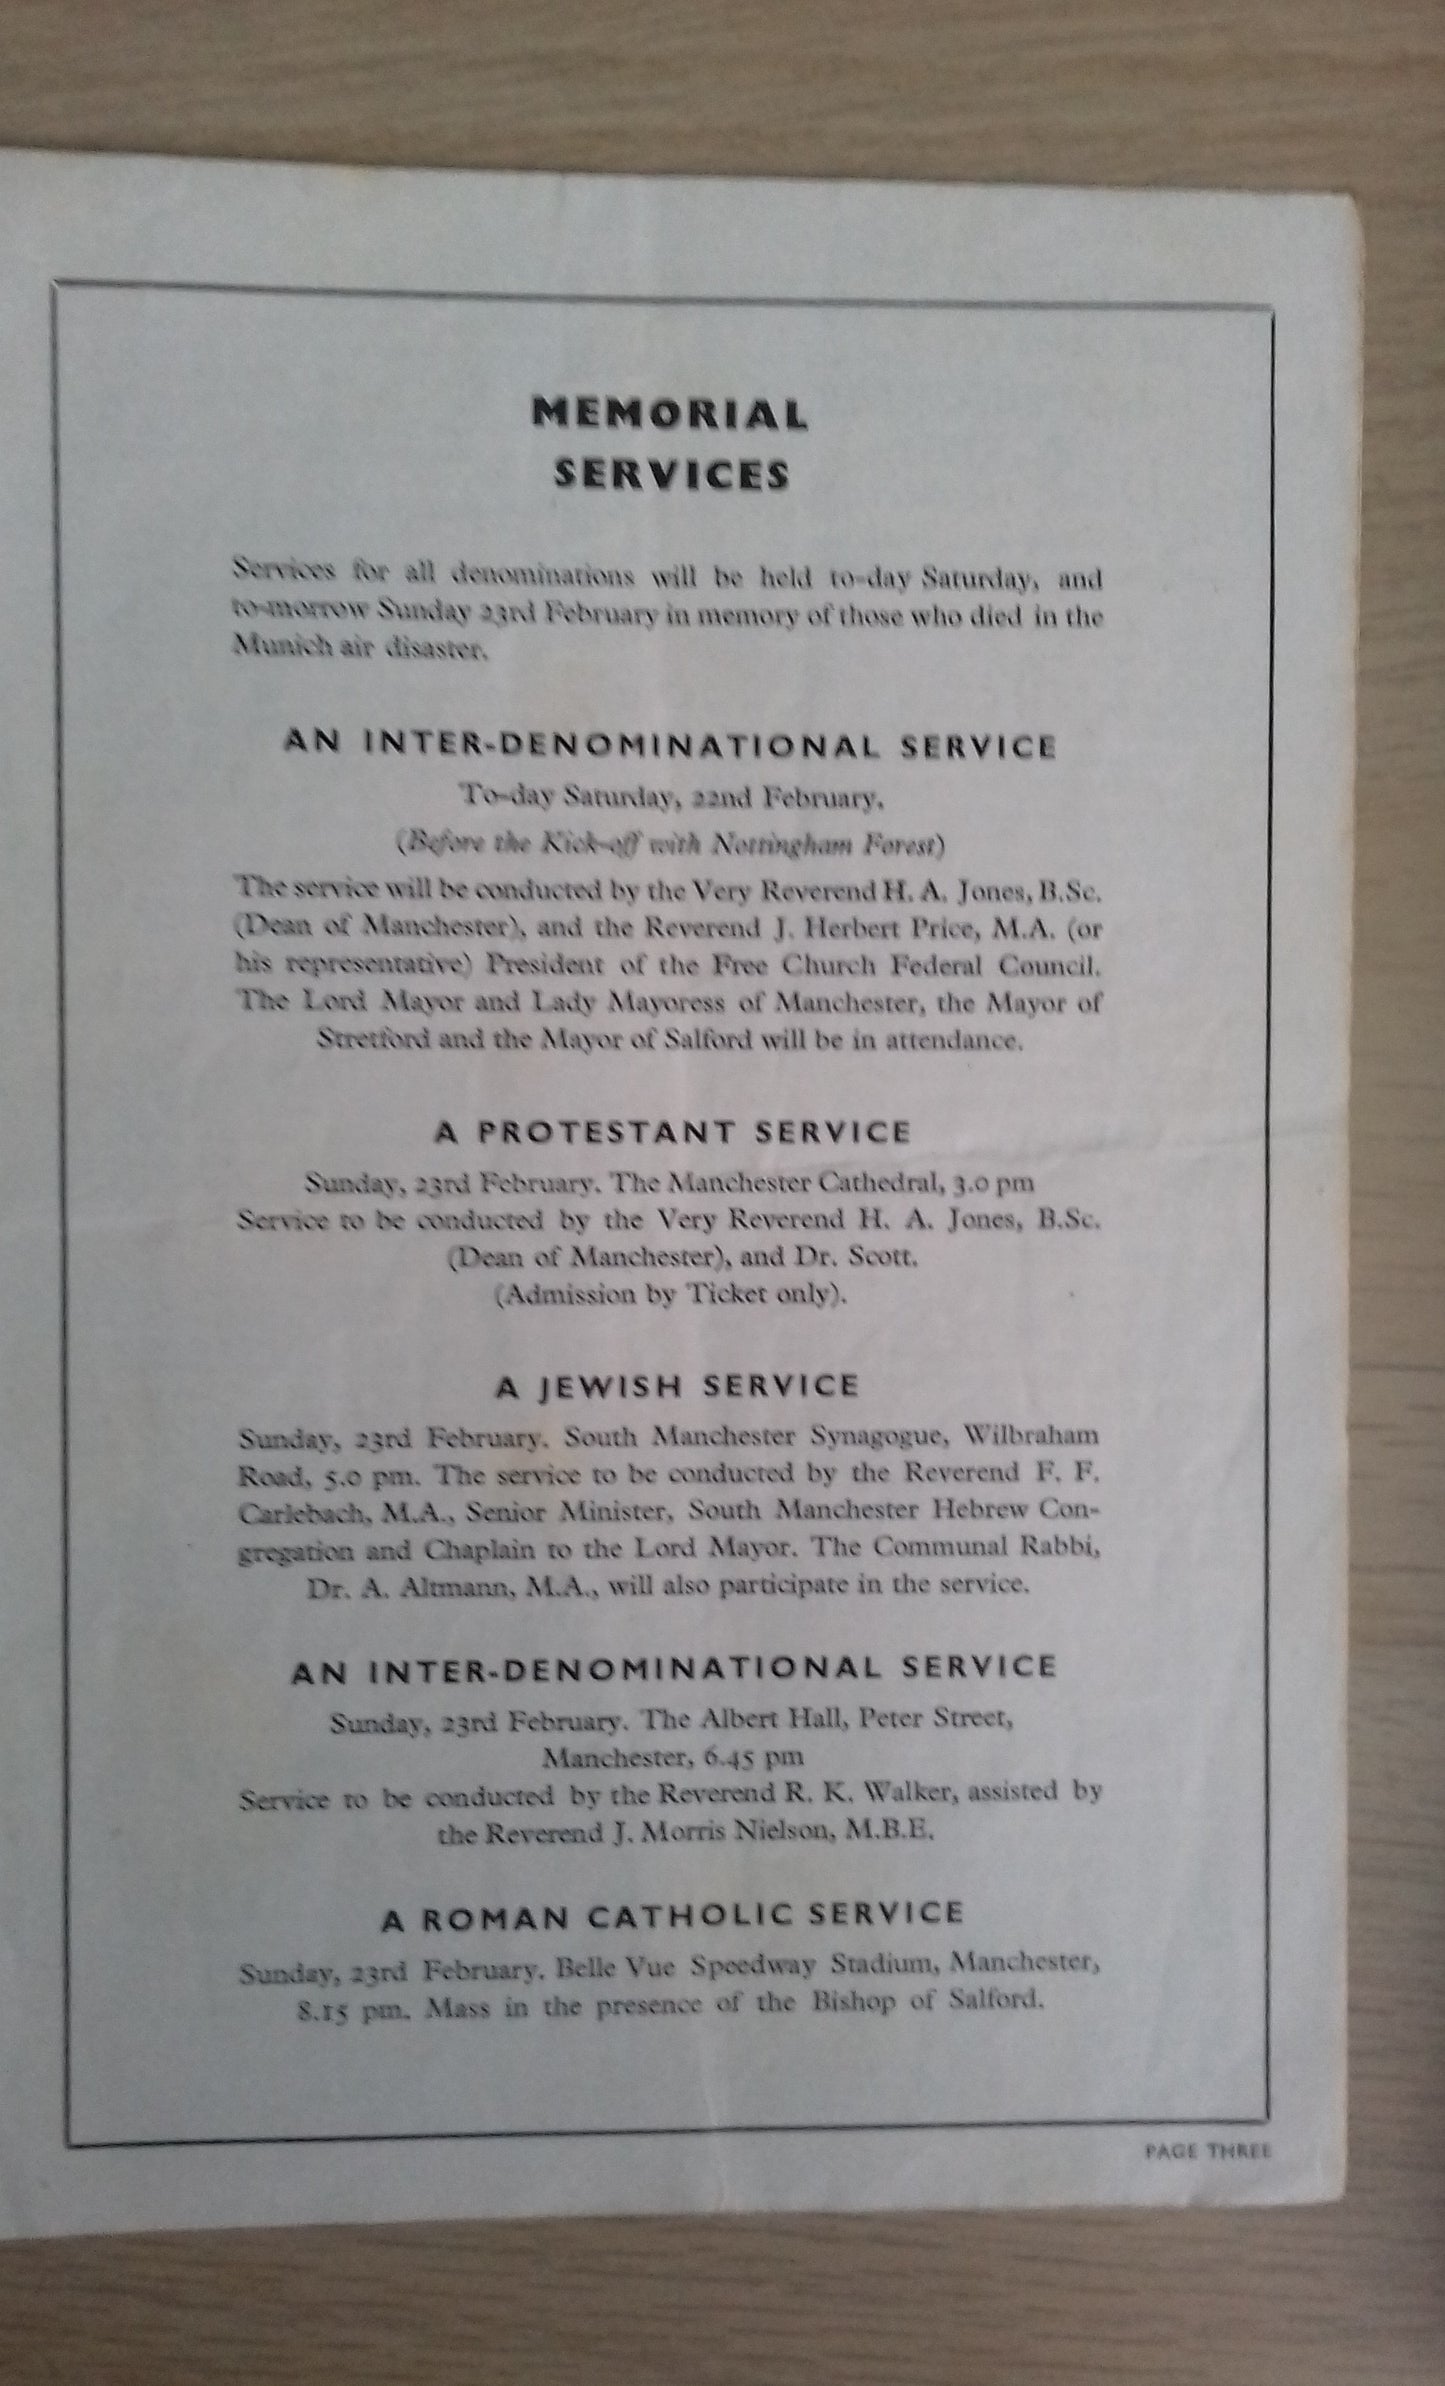 MEMORIAL
SERVICES
Services for all denominations will be held to-day Saturday, and
to-morrow Sunday 23rd February in memory of those who died in the
Munich air disaster.
AN INTER-DENOMINATIONAL SERVICE
To-day Saturday, 22nd February,
(Before the Kick-off with Nottingham Forest)
The service will be conducted by the Very Reverend H. A. Jones, B.Sc.
(Dean of Manchester), and the Reverend J. Herbert Price, M.A. (or
his representative) President of the Free Church Federal Council.
The Lord Mayor and Lady Mayoress of Manchester, the Mayor of
Stretford and the Mayor of Salford will be in attendance.
A PROTESTANT SERVICE
Sunday, 23rd February. The Manchester Cathedral, 3.0 pm
Service to be conducted by the Very Reverend H. A. Jones, B.Sc.
(Dean of Manchester), and Dr. Scott.
(Admission by Ticket only).
A JEWISH SERVICE
Sunday, 23rd February. South Manchester Synagogue, Wilbraham
Road, 5.0 pm. The service to be conducted by the Reverend F. F.
Carlebach, M.A., Senior Minister, South Manchester Hebrew Con-
gregation and Chaplain to the Lord Mayor. The Communal Rabbi,
Dr. A. Altmann, M.A., will also participate in the service.
AN INTER-DENOMINATIONAL SERVICE
Sunday, 23rd February. The Albert Hall, Peter Street,
Manchester, 6.45 pm
Service to be conducted by the Reverend R. K. Walker, assisted by
the Reverend J. Morris Nielson, M.B.E.
A ROMAN CATHOLIC SERVICE
Sunday, 23rd February. Belle Vue Speedway Stadium, Manchester,
8.15 pm. Mass in the presence of the Bishop of Salford.
PAGE THREE